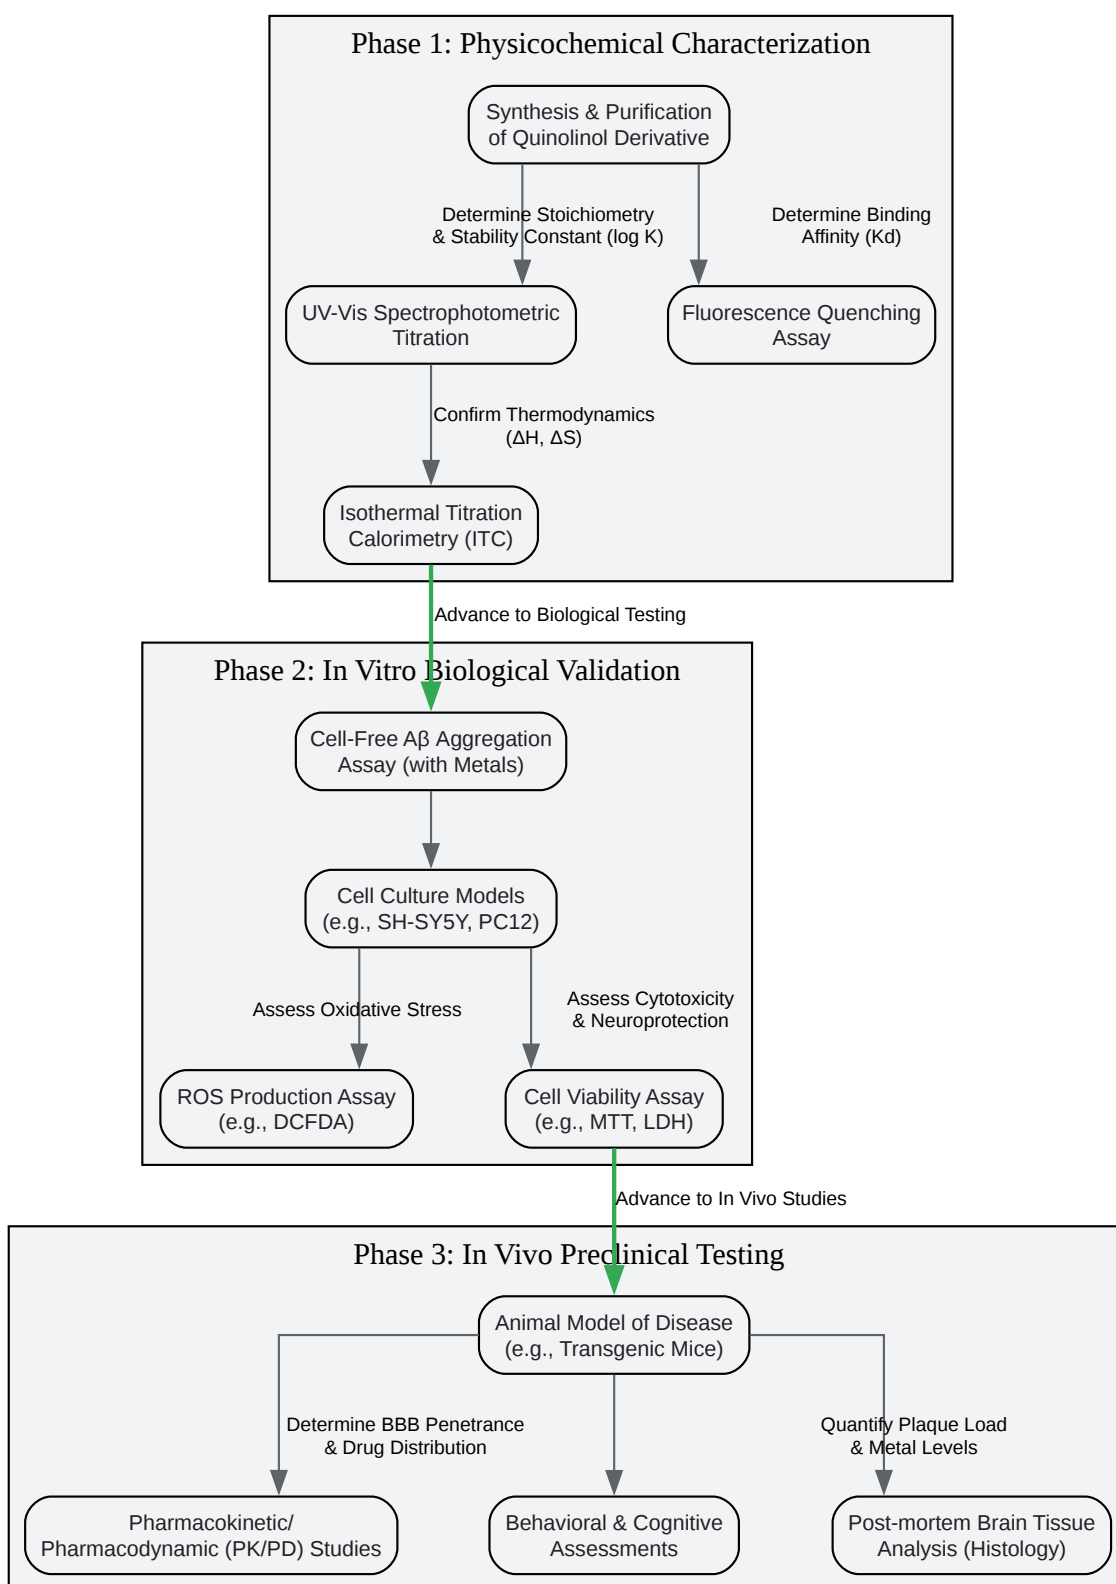 Phase 1: Physicochemical Characterization
Synthesis & Purification
of Quinolinol Derivative
Determine Stoichiometry
& Stability Constant (log K)
Determine Binding
Affinity (Kd)
UV-Vis Spectrophotometric
Titration
Fluorescence Quenching
Assay
Confirm Thermodynamics
(ΔH, ΔS)
Isothermal Titration
Calorimetry (ITC)
Advance to Biological Testing
Phase 2: In Vitro Biological Validation
Cell-Free Aβ Aggregation
Assay (with Metals)
Cell Culture Models
(e.g., SH-SY5Y, PC12)
Assess Oxidative Stress
Assess Cytotoxicity
& Neuroprotection
ROS Production Assay
(e.g., DCFDA)
Cell Viability Assay
(e.g., MTT, LDH)
Advance to In Vivo Studies
Phase 3: In Vivo Preclinical Testing
Animal Model of Disease
(e.g., Transgenic Mice)
Determine BBB Penetrance
& Drug Distribution
Quantify Plaque Load
& Metal Levels
Pharmacokinetic/
Pharmacodynamic (PK/PD) Studies
Behavioral & Cognitive
Assessments
Post-mortem Brain Tissue
Analysis (Histology)